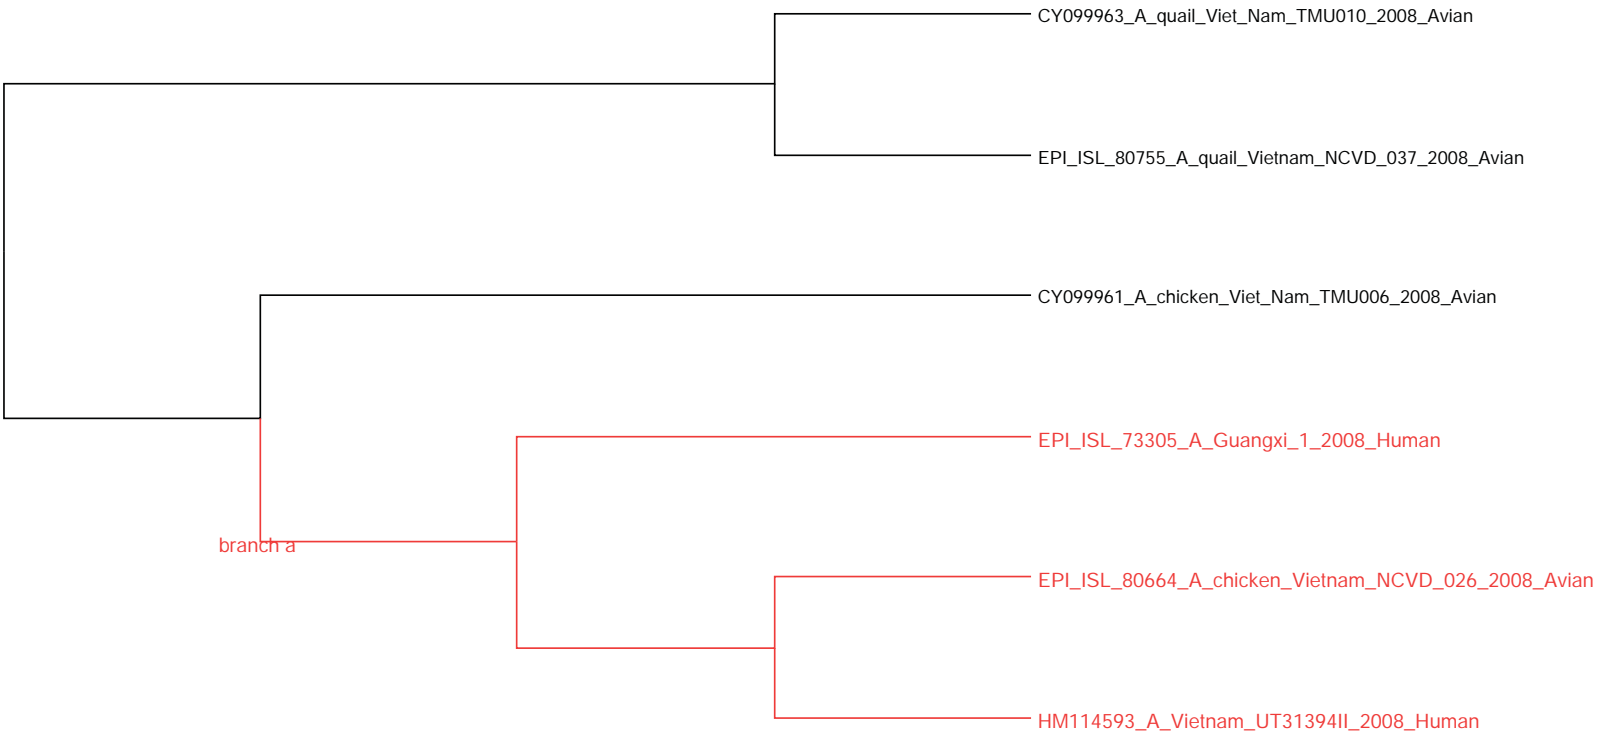 CY099963_A_quail_Viet_Nam_TMU010_2008_Avian
EPI_ISL_80755_A_quail_Vietnam_NCVD_037_2008_Avian
CY099961_A_chicken_Viet_Nam_TMU006_2008_Avian
EPI_ISL_73305_A_Guangxi_1_2008_Human
branch a
EPI_ISL_80664_A_chicken_Vietnam_NCVD_026_2008_Avian
HM114593_A_Vietnam_UT31394II_2008_Human